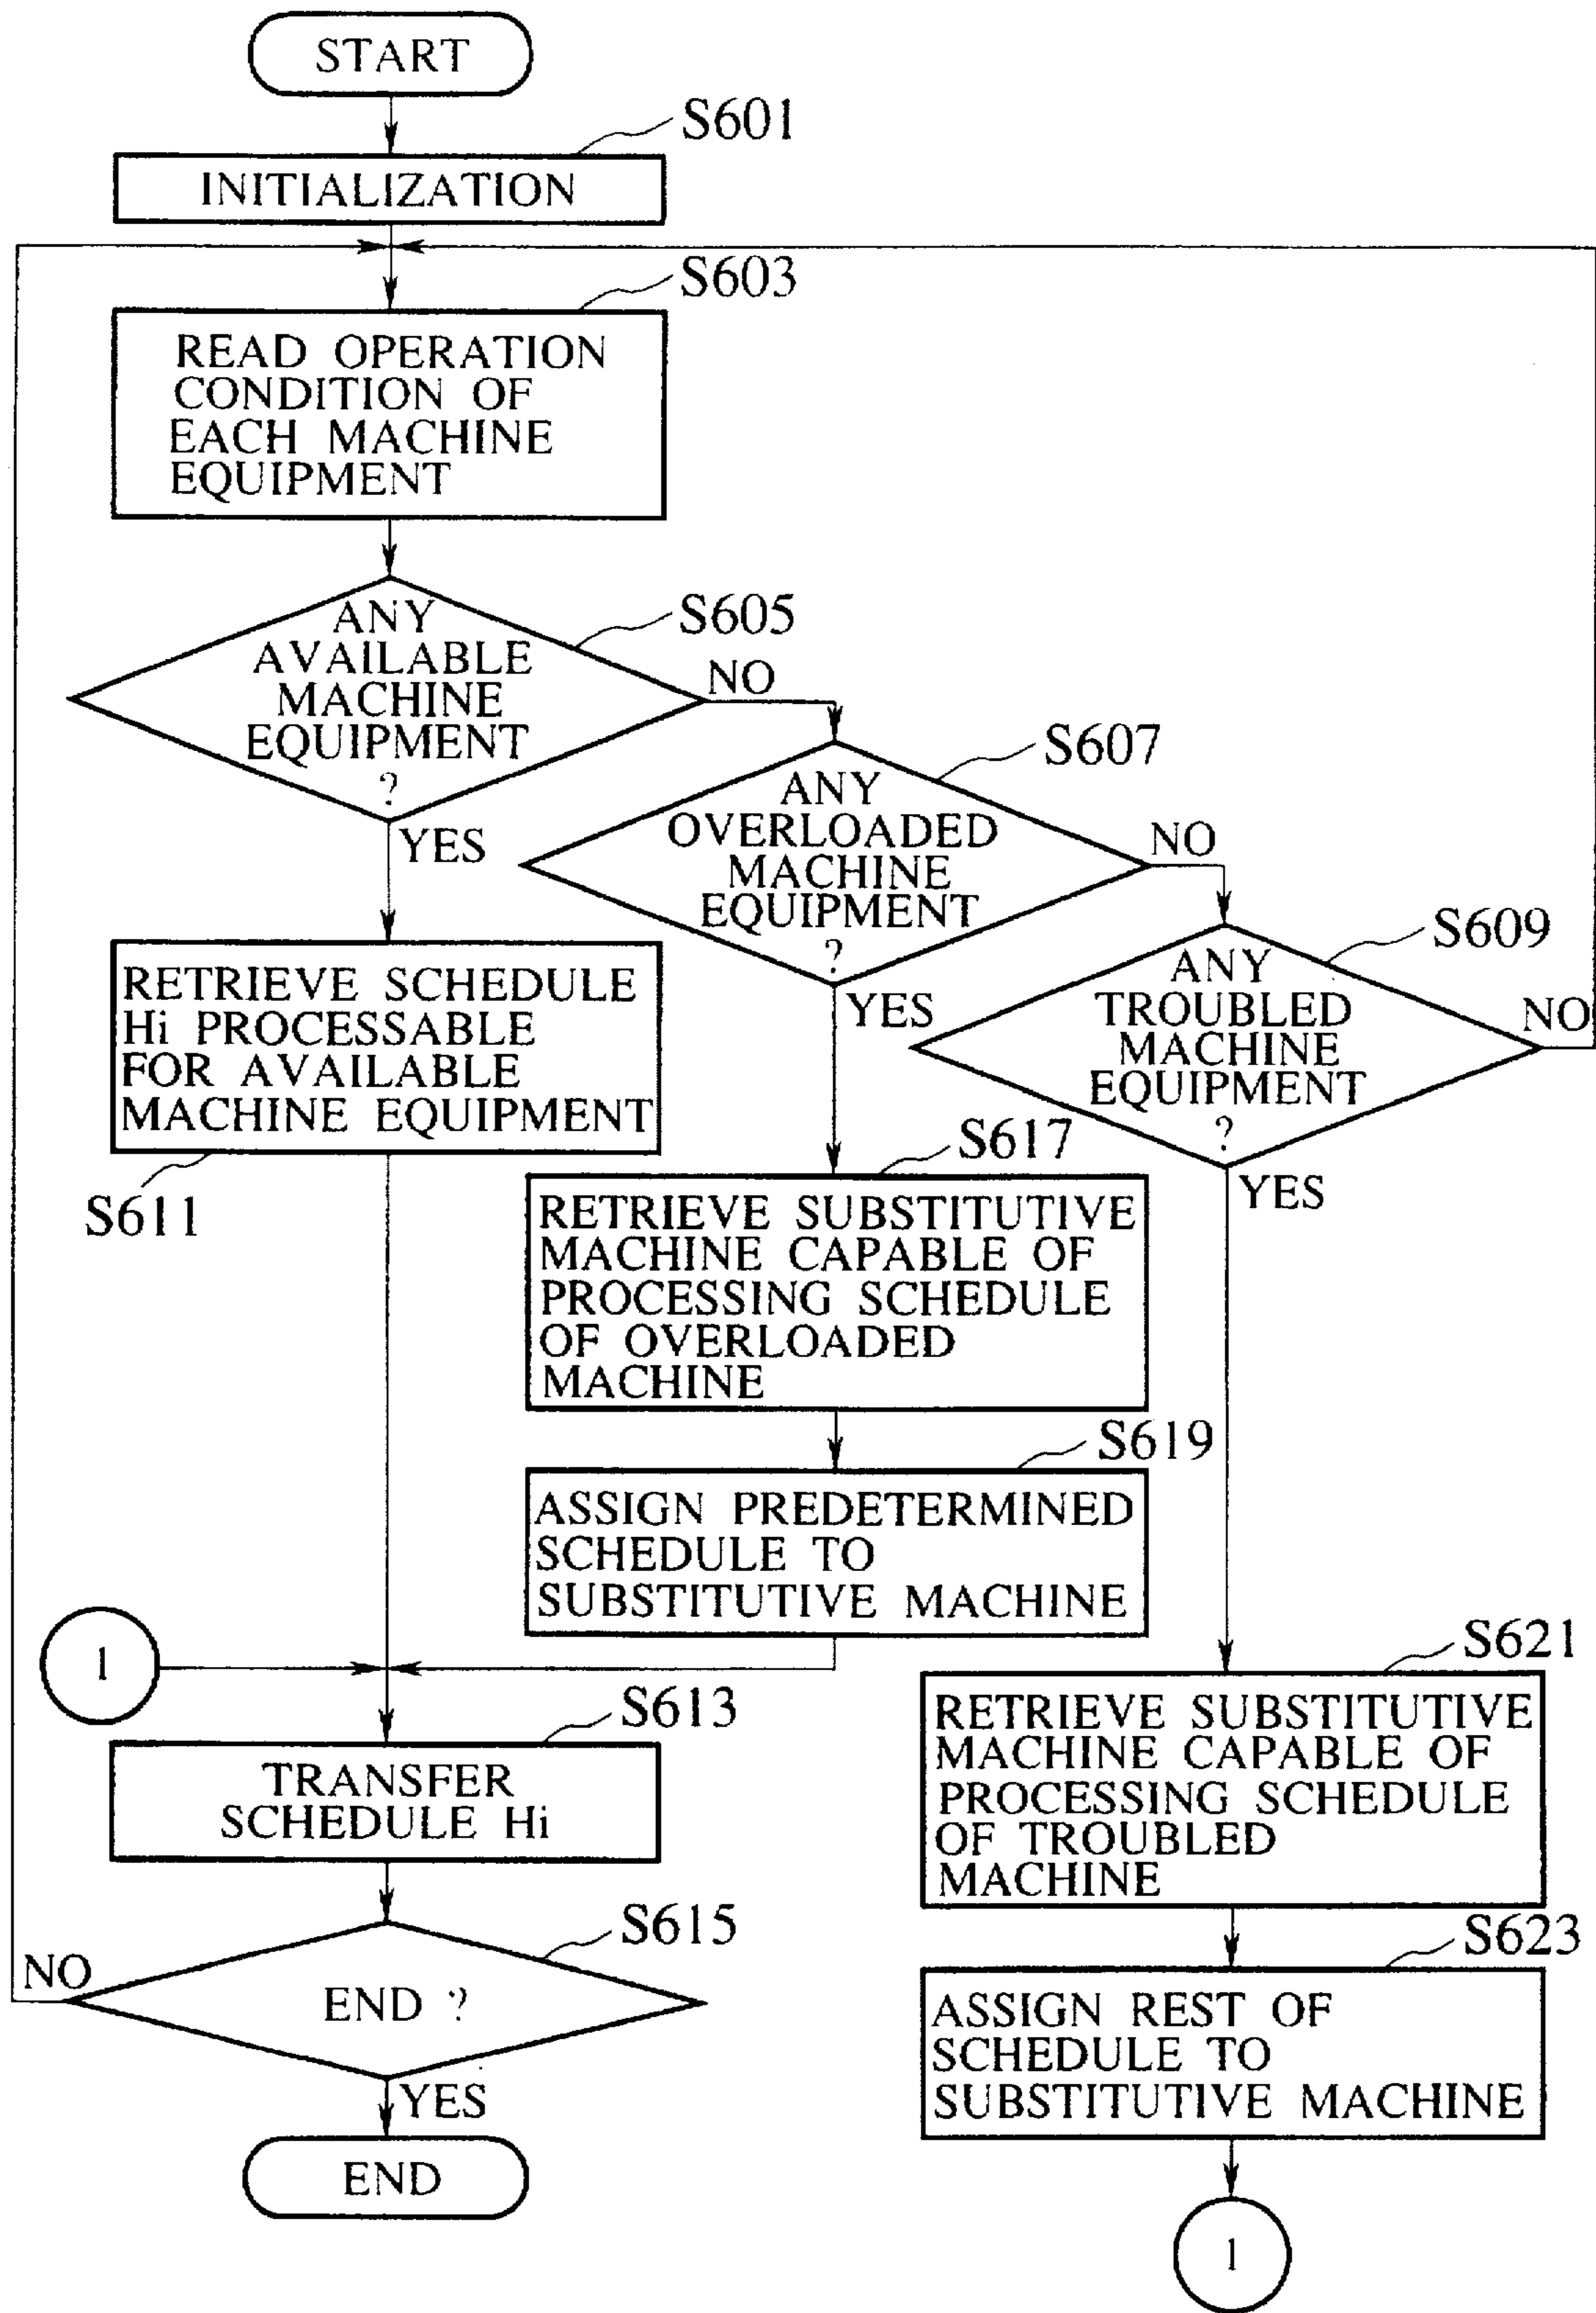 START
S601
INITIALIZATION
S603
READ OPERATION
CONDITION OF
EACH MACHINE
EQUIPMENT
S605
ANY
AVAILABLE
MACHINE
EQUIPMENT
?
NO
YES
S607
ANY
OVERLOADED
MACHINE
EQUIPMENT
?
NO
YES
S609
ANY
TROUBLED
MACHINE
EQUIPMENT
?
NO
YES
RETRIEVE SCHEDULE
Hi PROCESSABLE
FOR AVAILABLE
MACHINE EQUIPMENT
S611
S617
RETRIEVE SUBSTITUTIVE
MACHINE CAPABLE OF
PROCESSING SCHEDULE
OF OVERLOADED
MACHINE
S619
ASSIGN PREDETERMINED
SCHEDULE TO
SUBSTITUTIVE MACHINE
1
S613
TRANSFER
SCHEDULE Hi
S621
RETRIEVE SUBSTITUTIVE
MACHINE CAPABLE OF
PROCESSING SCHEDULE
OF TROUBLED
MACHINE
S615
NO
END ?
YES
END
S623
ASSIGN REST OF
SCHEDULE TO
SUBSTITUTIVE MACHINE
1